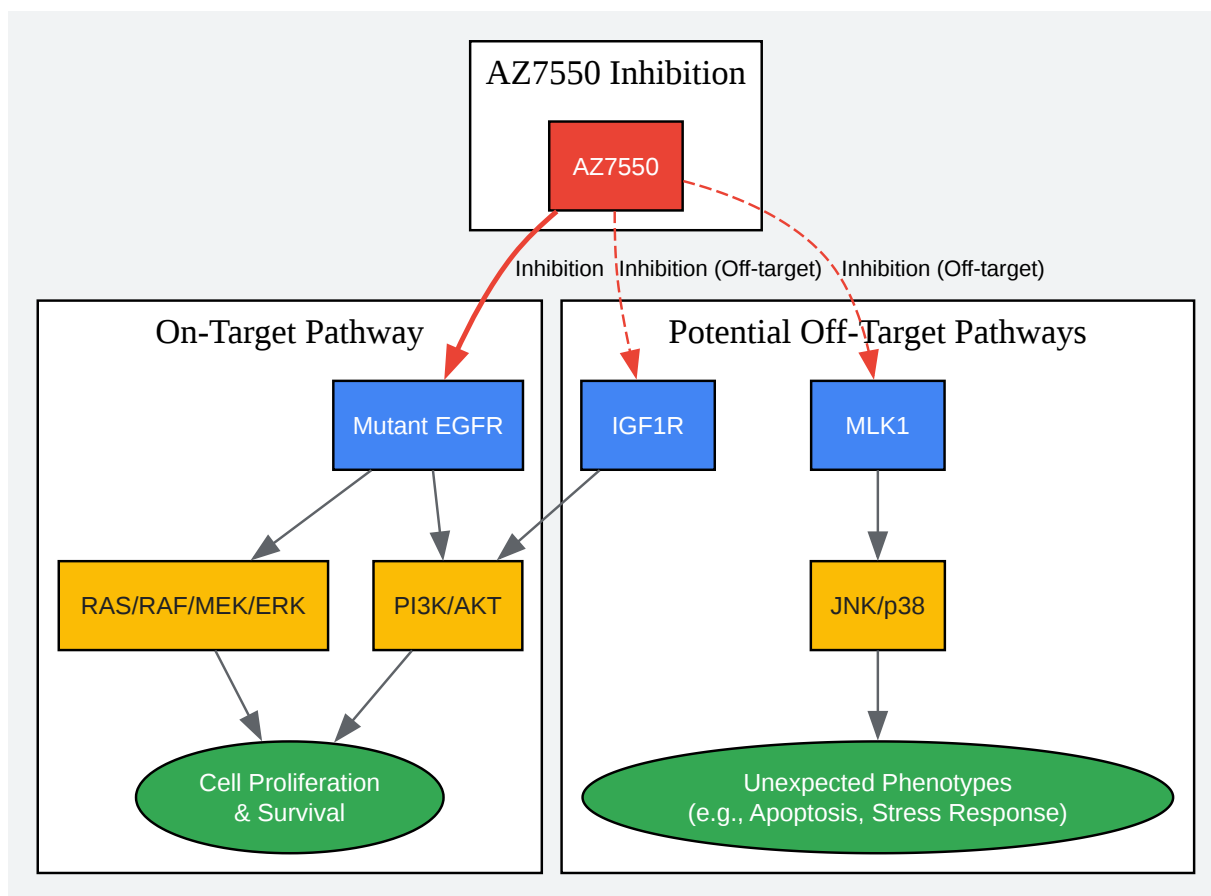 AZ7550 Inhibition
AZ7550
Inhibition
Inhibition (Off-target)
Inhibition (Off-target)
On-Target Pathway
Potential Off-Target Pathways
Mutant EGFR
IGF1R
MLK1
RAS/RAF/MEK/ERK
PI3K/AKT
JNK/p38
Cell Proliferation
& Survival
Unexpected Phenotypes
(e.g., Apoptosis, Stress Response)